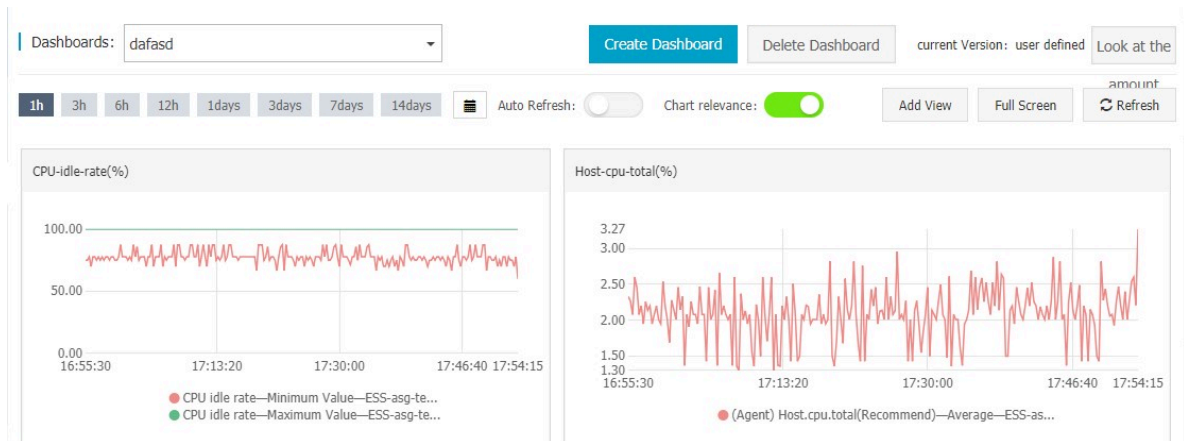 Dashboards: dafasd Create Dashboard Delete Dashboard current Version: user defined Look at the amount
1h 3h 6h 12h 1days 3days 7days 14days Auto Refresh: Chart relevance: Add View Full Screen Refresh
CPU-idle-rate(%)
100.00
50.00
0.00
16:55:30 17:13:20 17:30:00 17:46:40 17:54:15
CPU idle rate—Minimum Value—ESS-asg-te...
CPU idle rate—Maximum Value—ESS-asg-te...
Host-cpu-total(%)
3.27
3.00
2.50
2.00
1.50
1.30
16:55:30 17:13:20 17:30:00 17:46:40 17:54:15
(Agent) Host.cpu.total(Recommend)—Average—ESS-as...